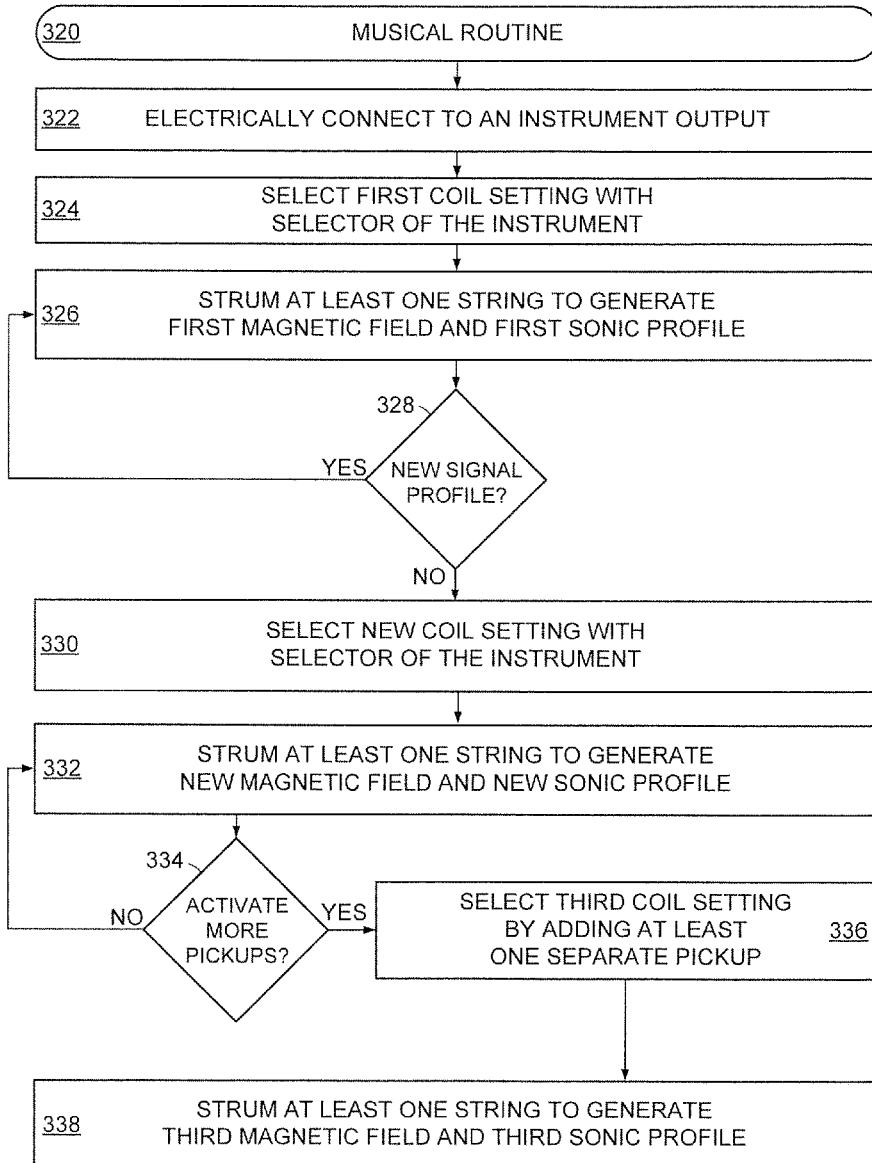 320 MUSICAL ROUTINE
322 ELECTRICALLY CONNECT TO AN INSTRUMENT OUTPUT
324 SELECT FIRST COIL SETTING WITH
SELECTOR OF THE INSTRUMENT
326 STRUM AT LEAST ONE STRING TO GENERATE
FIRST MAGNETIC FIELD AND FIRST SONIC PROFILE
328
YES
NEW SIGNAL
PROFILE?
NO
330 SELECT NEW COIL SETTING WITH
SELECTOR OF THE INSTRUMENT
332 STRUM AT LEAST ONE STRING TO GENERATE
NEW MAGNETIC FIELD AND NEW SONIC PROFILE
334
NO
ACTIVATE
MORE
PICKUPS?
YES
SELECT THIRD COIL SETTING
BY ADDING AT LEAST 336
ONE SEPARATE PICKUP
338 STRUM AT LEAST ONE STRING TO GENERATE
THIRD MAGNETIC FIELD AND THIRD SONIC PROFILE